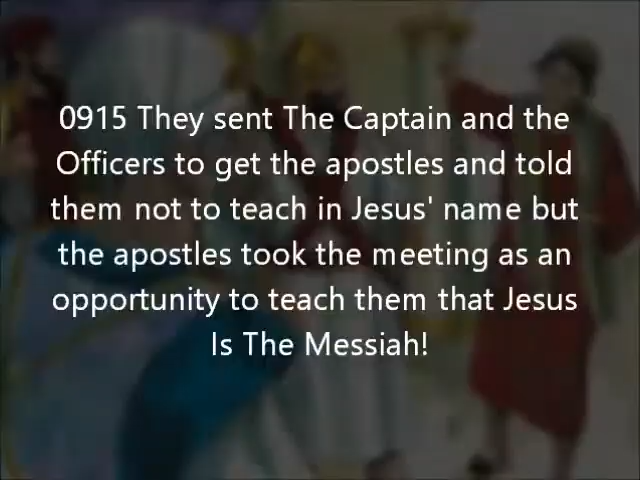 0915 They sent The Captain and the
Officers to get the apostles and told
them not to teach in Jesus' name but
the apostles took the meeting as an
opportunity to teach them that Jesus
Is The Messiah!